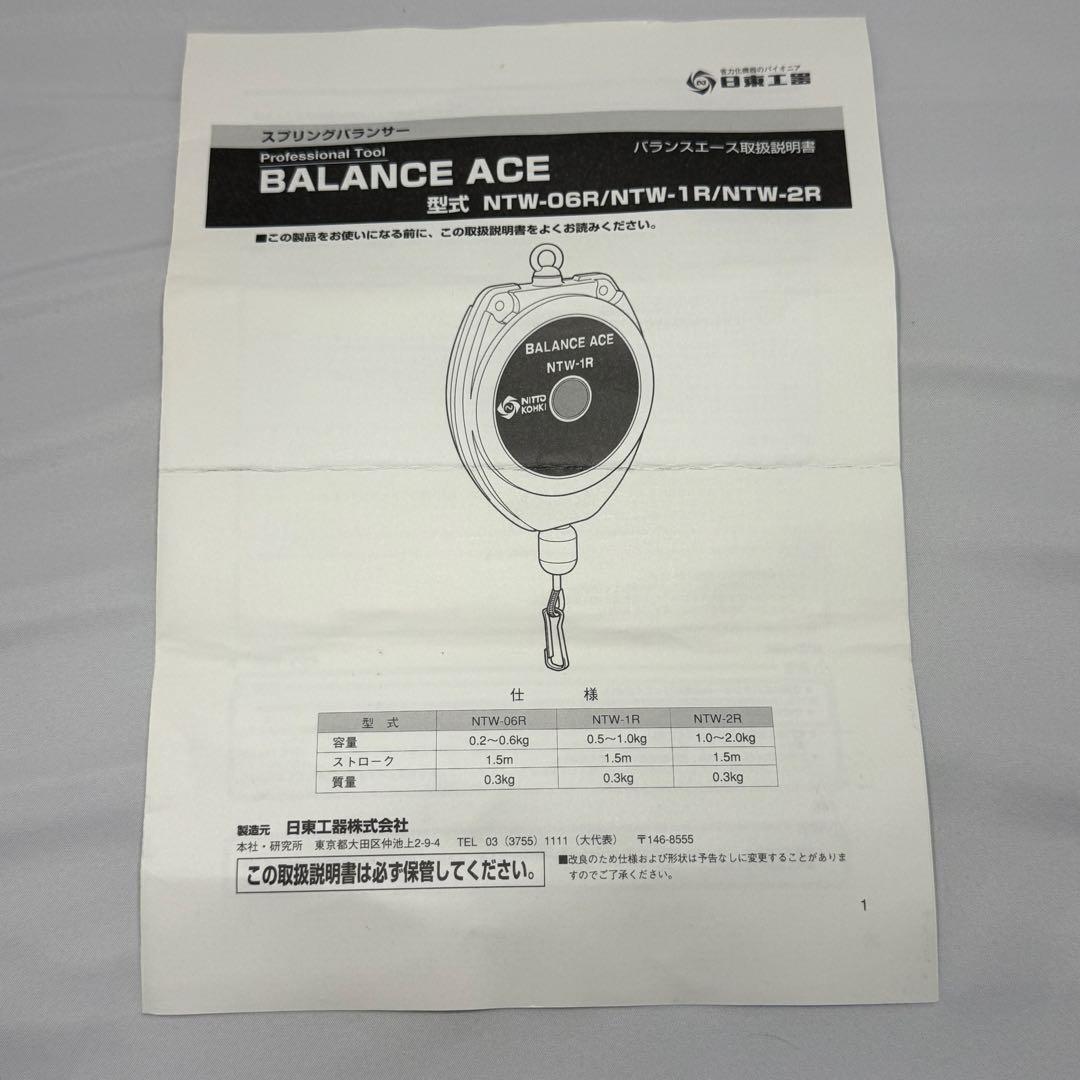 省力化機器のパイオニア
日東工器
スプリングバランサー
Professional Tool
BALANCE ACE
バランスエース取扱説明書
型式 NTW-06R/NTW-1R/NTW-2R
■この製品をお使いになる前に、この取扱説明書をよくお読みください。
BALANCE ACE
NTW-1R
NITTO
KOHKI
仕 様
型 式 NTW-06R NTW-1R NTW-2R
容量 0.2〜0.6kg 0.5〜1.0kg 1.0〜2.0kg
ストローク 1.5m 1.5m 1.5m
質量 0.3kg 0.3kg 0.3kg
製造元 日東工器株式会社
本社・研究所 東京都大田区仲池上2-9-4 TEL 03(3755)1111(大代表) 〒146-8555
この取扱説明書は必ず保管してください。
■改良のため仕様および形状は予告なしに変更することがありま
すのでご了承ください。
1